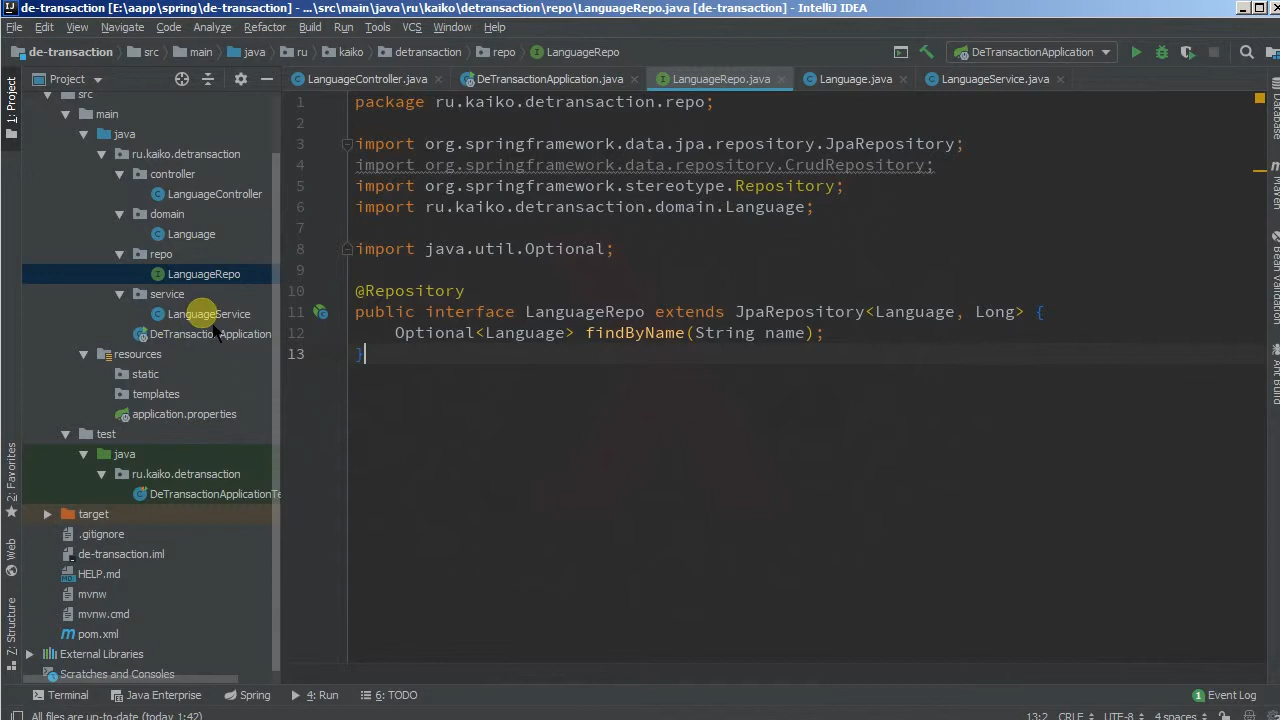 de-transaction [E:\aapp\spring\de-transaction] - ...\src\main\java\ru\kaiko\detransaction\repo\LanguageRepo.java [de-transaction] - IntelliJ IDEA
File Edit View Navigate Code Analyze Refactor Build Run Tools VCS Window Help
de-transaction src main java ru kaiko detransaction repo LanguageRepo DeTransactionApplication
Project LanguageController.java DeTransactionApplication.java LanguageRepo.java Language.java LanguageService.java
1: Project
2: Favorites
Web
Z: Structure
src
main
java
ru.kaiko.detransaction
controller
LanguageController
domain
Language
repo
LanguageRepo
service
LanguageService
DeTransactionApplication
resources
static
templates
application.properties
test
java
ru.kaiko.detransaction
DeTransactionApplicationTe
target
.gitignore
de-transaction.iml
HELP.md
mvnw
mvnw.cmd
pom.xml
External Libraries
Scratches and Consoles
1 package ru.kaiko.detransaction.repo;
2
3 import org.springframework.data.jpa.repository.JpaRepository;
4 import org.springframework.data.repository.CrudRepository;
5 import org.springframework.stereotype.Repository;
6 import ru.kaiko.detransaction.domain.Language;
7
8 import java.util.Optional;
9
10 @Repository
11 public interface LanguageRepo extends JpaRepository<Language, Long> {
12 Optional<Language> findByName(String name);
13 }
Database
Maven
Bean Validation
Ant Build
Terminal Java Enterprise Spring 4: Run 6: TODO 1 Event Log
All files are up-to-date (today 1:42) 13:2 CRLF UTF-8 4 spaces